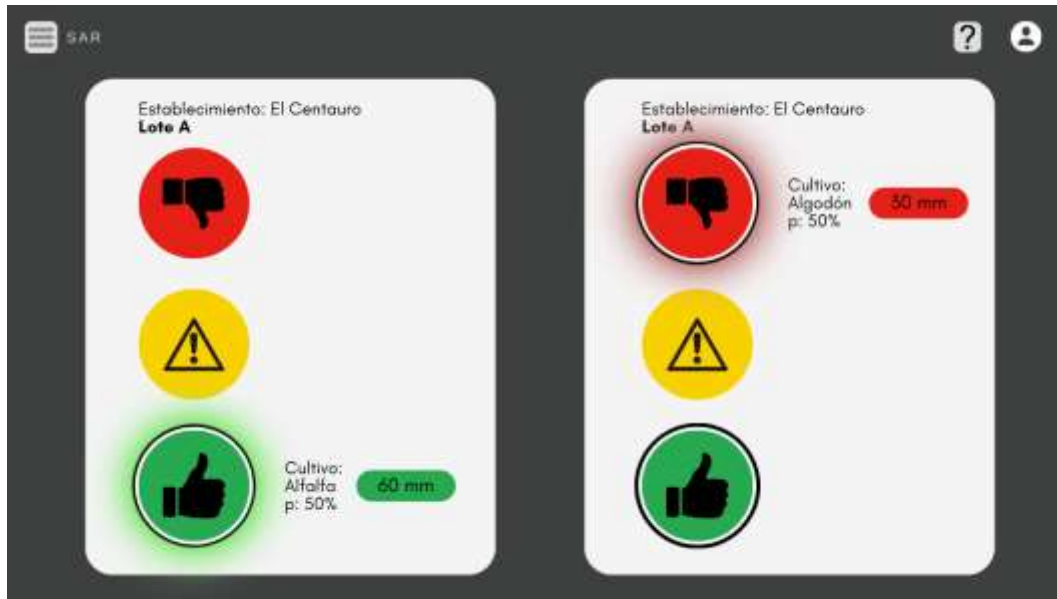 SAR
?
Establecimiento: El Centauro
Lote A
Cultivo:
Alfalfa
p: 50%
60 mm
Establecimiento: El Centauro
Lote A
Cultivo:
Algodón
p: 50%
30 mm